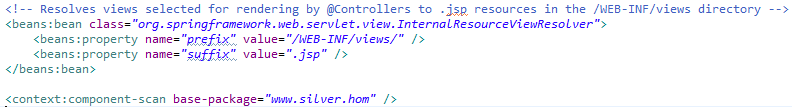 <!-- Resolves views selected for rendering by @Controllers to .jsp resources in the /WEB-INF/views directory -->
<beans:bean class="org.springframework.web.servlet.view.InternalResourceViewResolver">
<beans:property name="prefix" value="/WEB-INF/views/" />
<beans:property name="suffix" value=".jsp" />
</beans:bean>
<context:component-scan base-package="www.silver.hom" />